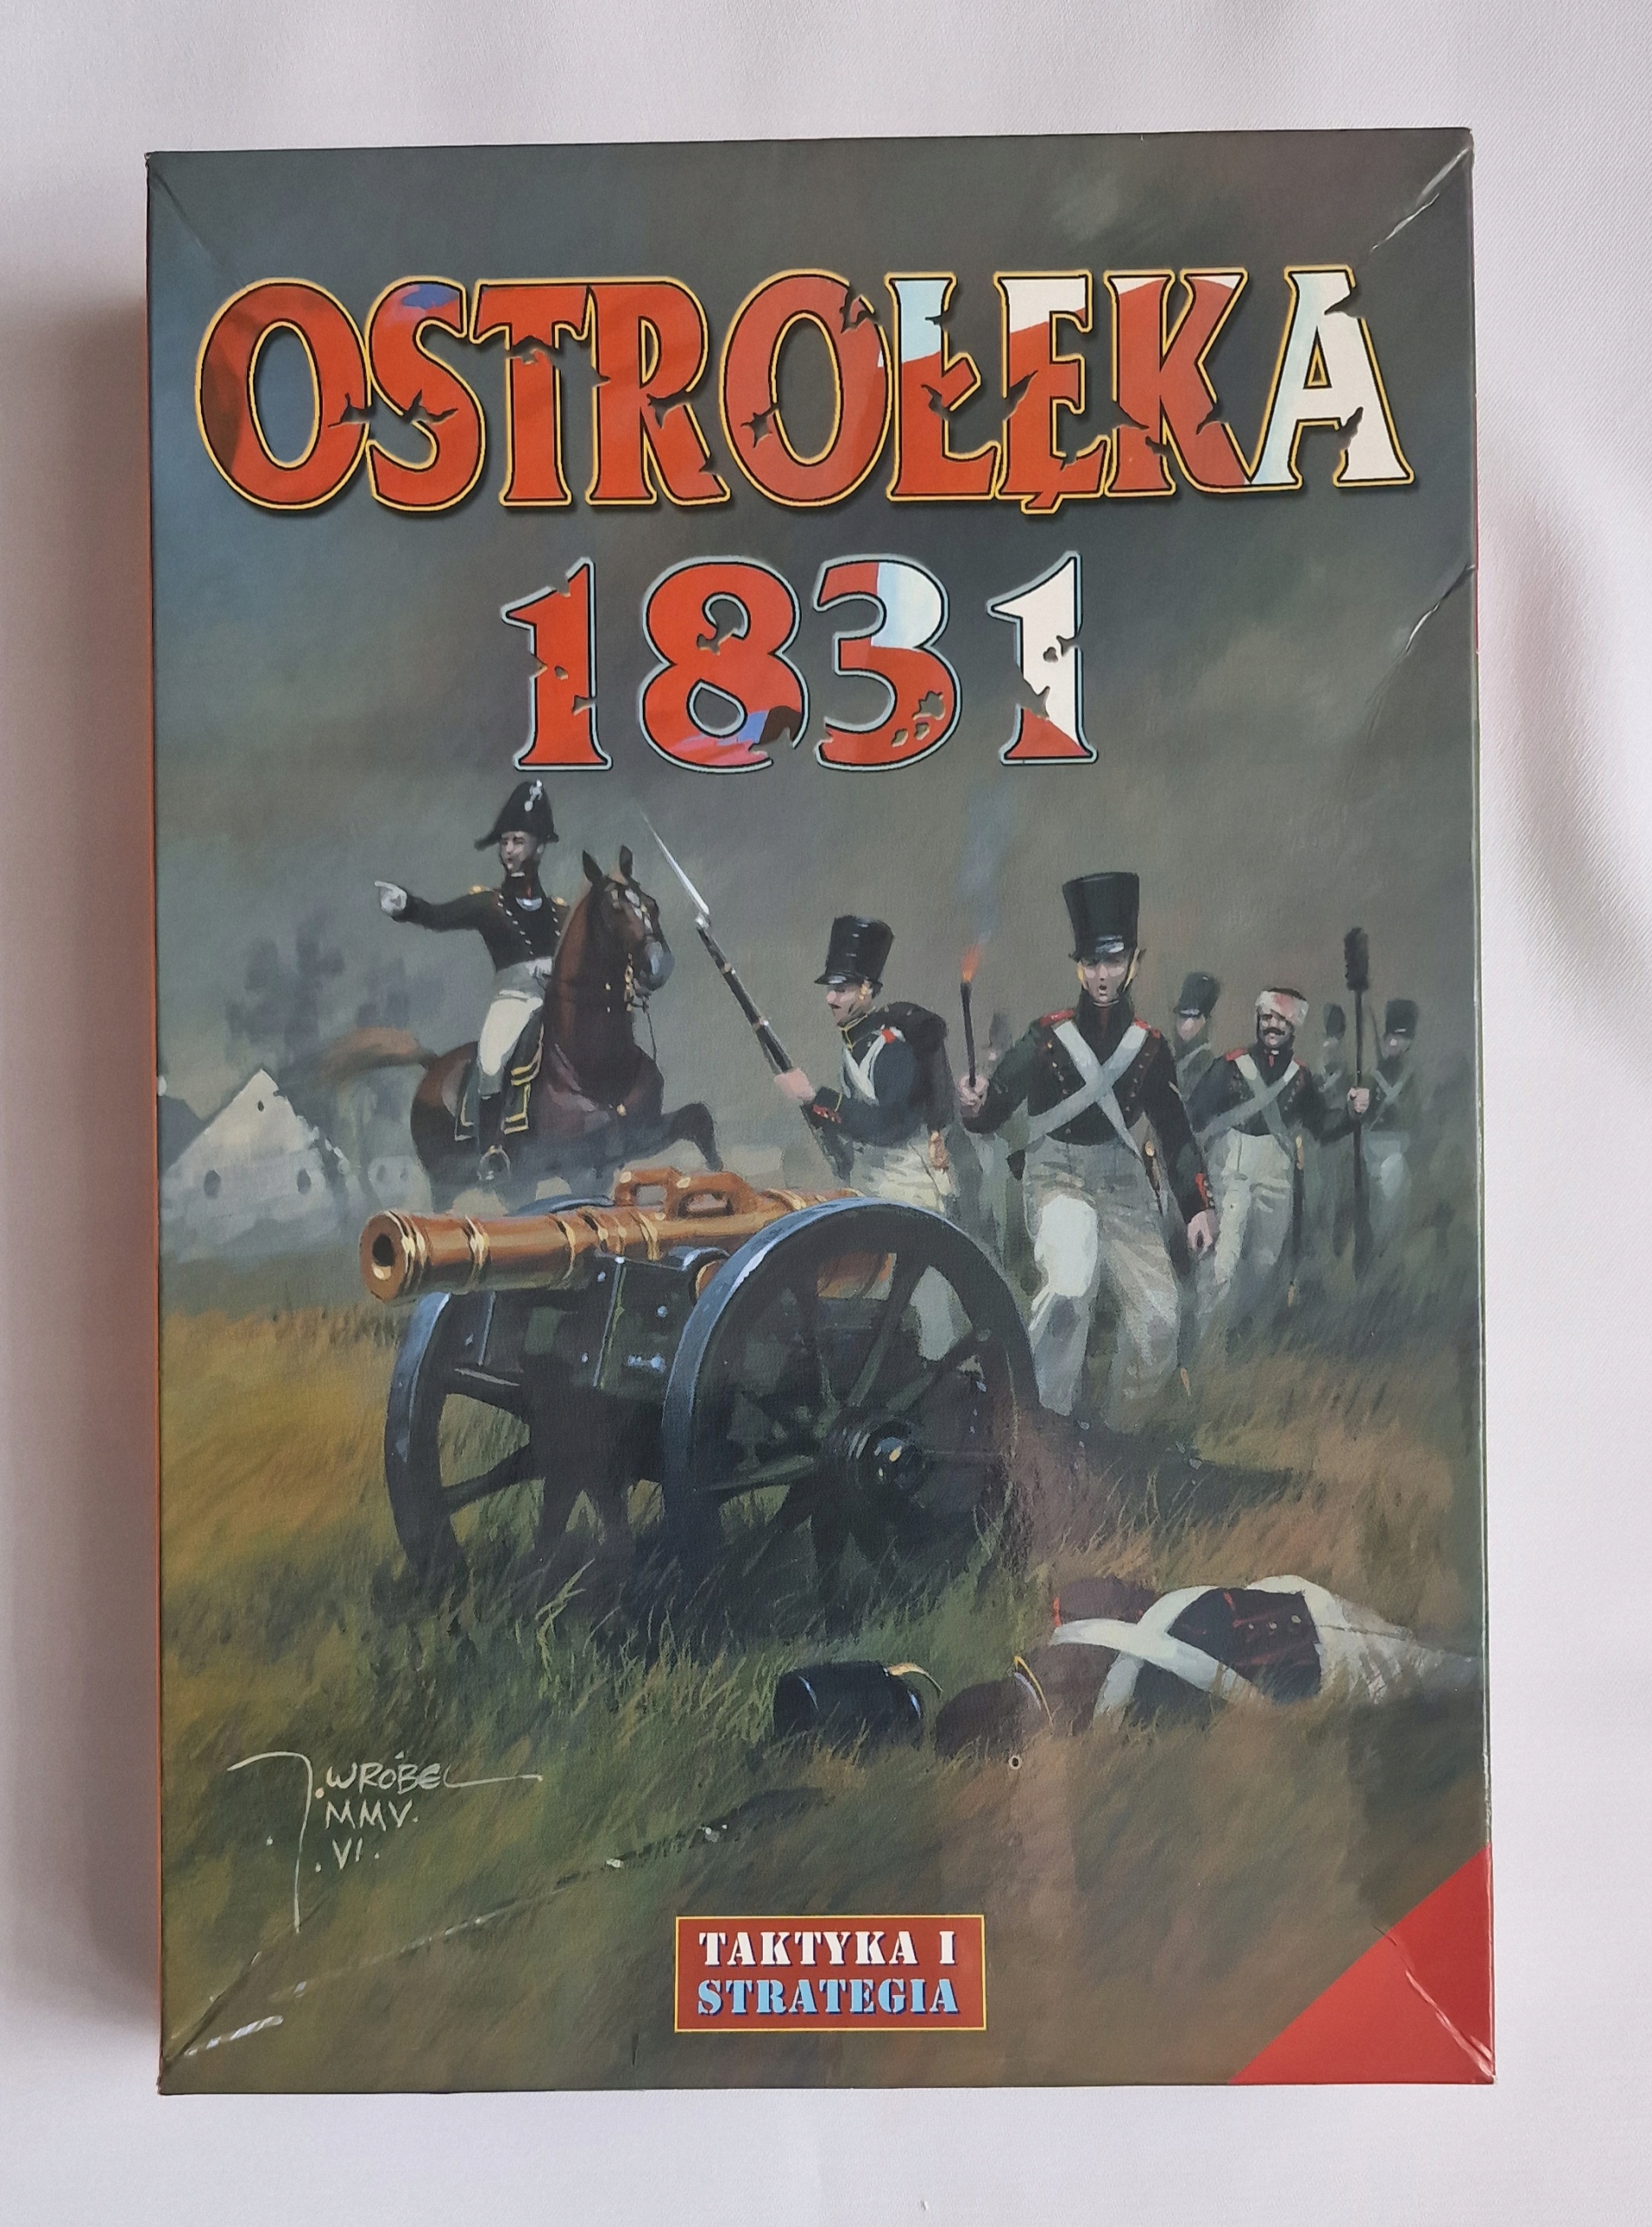 OSTROŁĘKA
1831
J. WRÓBEL
MMV.
VI.
TAKTYKA I
STRATEGIA